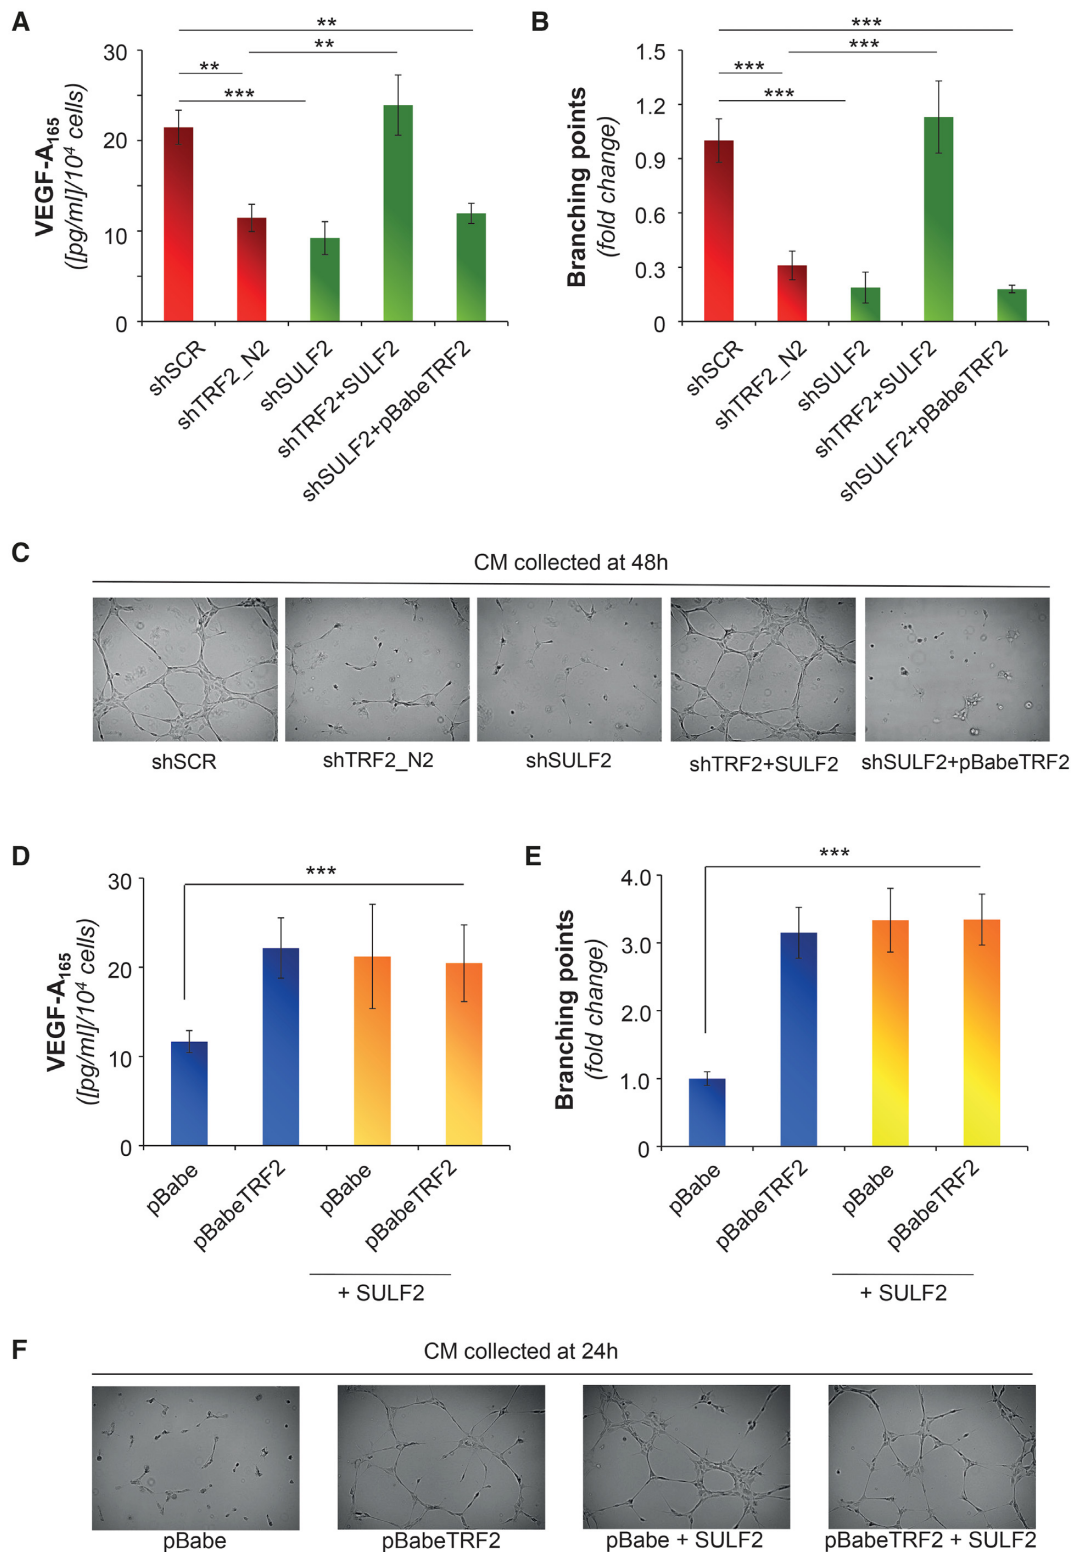 A
**
**
**
***
30
20
10
0
VEGF-A165
([pg/ml]/10⁴ cells)
shSCR
shTRF2_N2
shSULF2
shTRF2+SULF2
shSULF2+pBabeTRF2
B
***
***
***
***
1.5
1.2
0.9
0.6
0.3
0
Branching points
(fold change)
shSCR
shTRF2_N2
shSULF2
shTRF2+SULF2
shSULF2+pBabeTRF2
C
CM collected at 48h
shSCR
shTRF2_N2
shSULF2
shTRF2+SULF2
shSULF2+pBabeTRF2
D
***
30
20
10
0
VEGF-A165
([pg/ml]/10⁴ cells)
pBabe
pBabeTRF2
pBabe
pBabeTRF2
+ SULF2
E
***
4.0
3.0
2.0
1.0
0
Branching points
(fold change)
pBabe
pBabeTRF2
pBabe
pBabeTRF2
+ SULF2
F
CM collected at 24h
pBabe
pBabeTRF2
pBabe + SULF2
pBabeTRF2 + SULF2